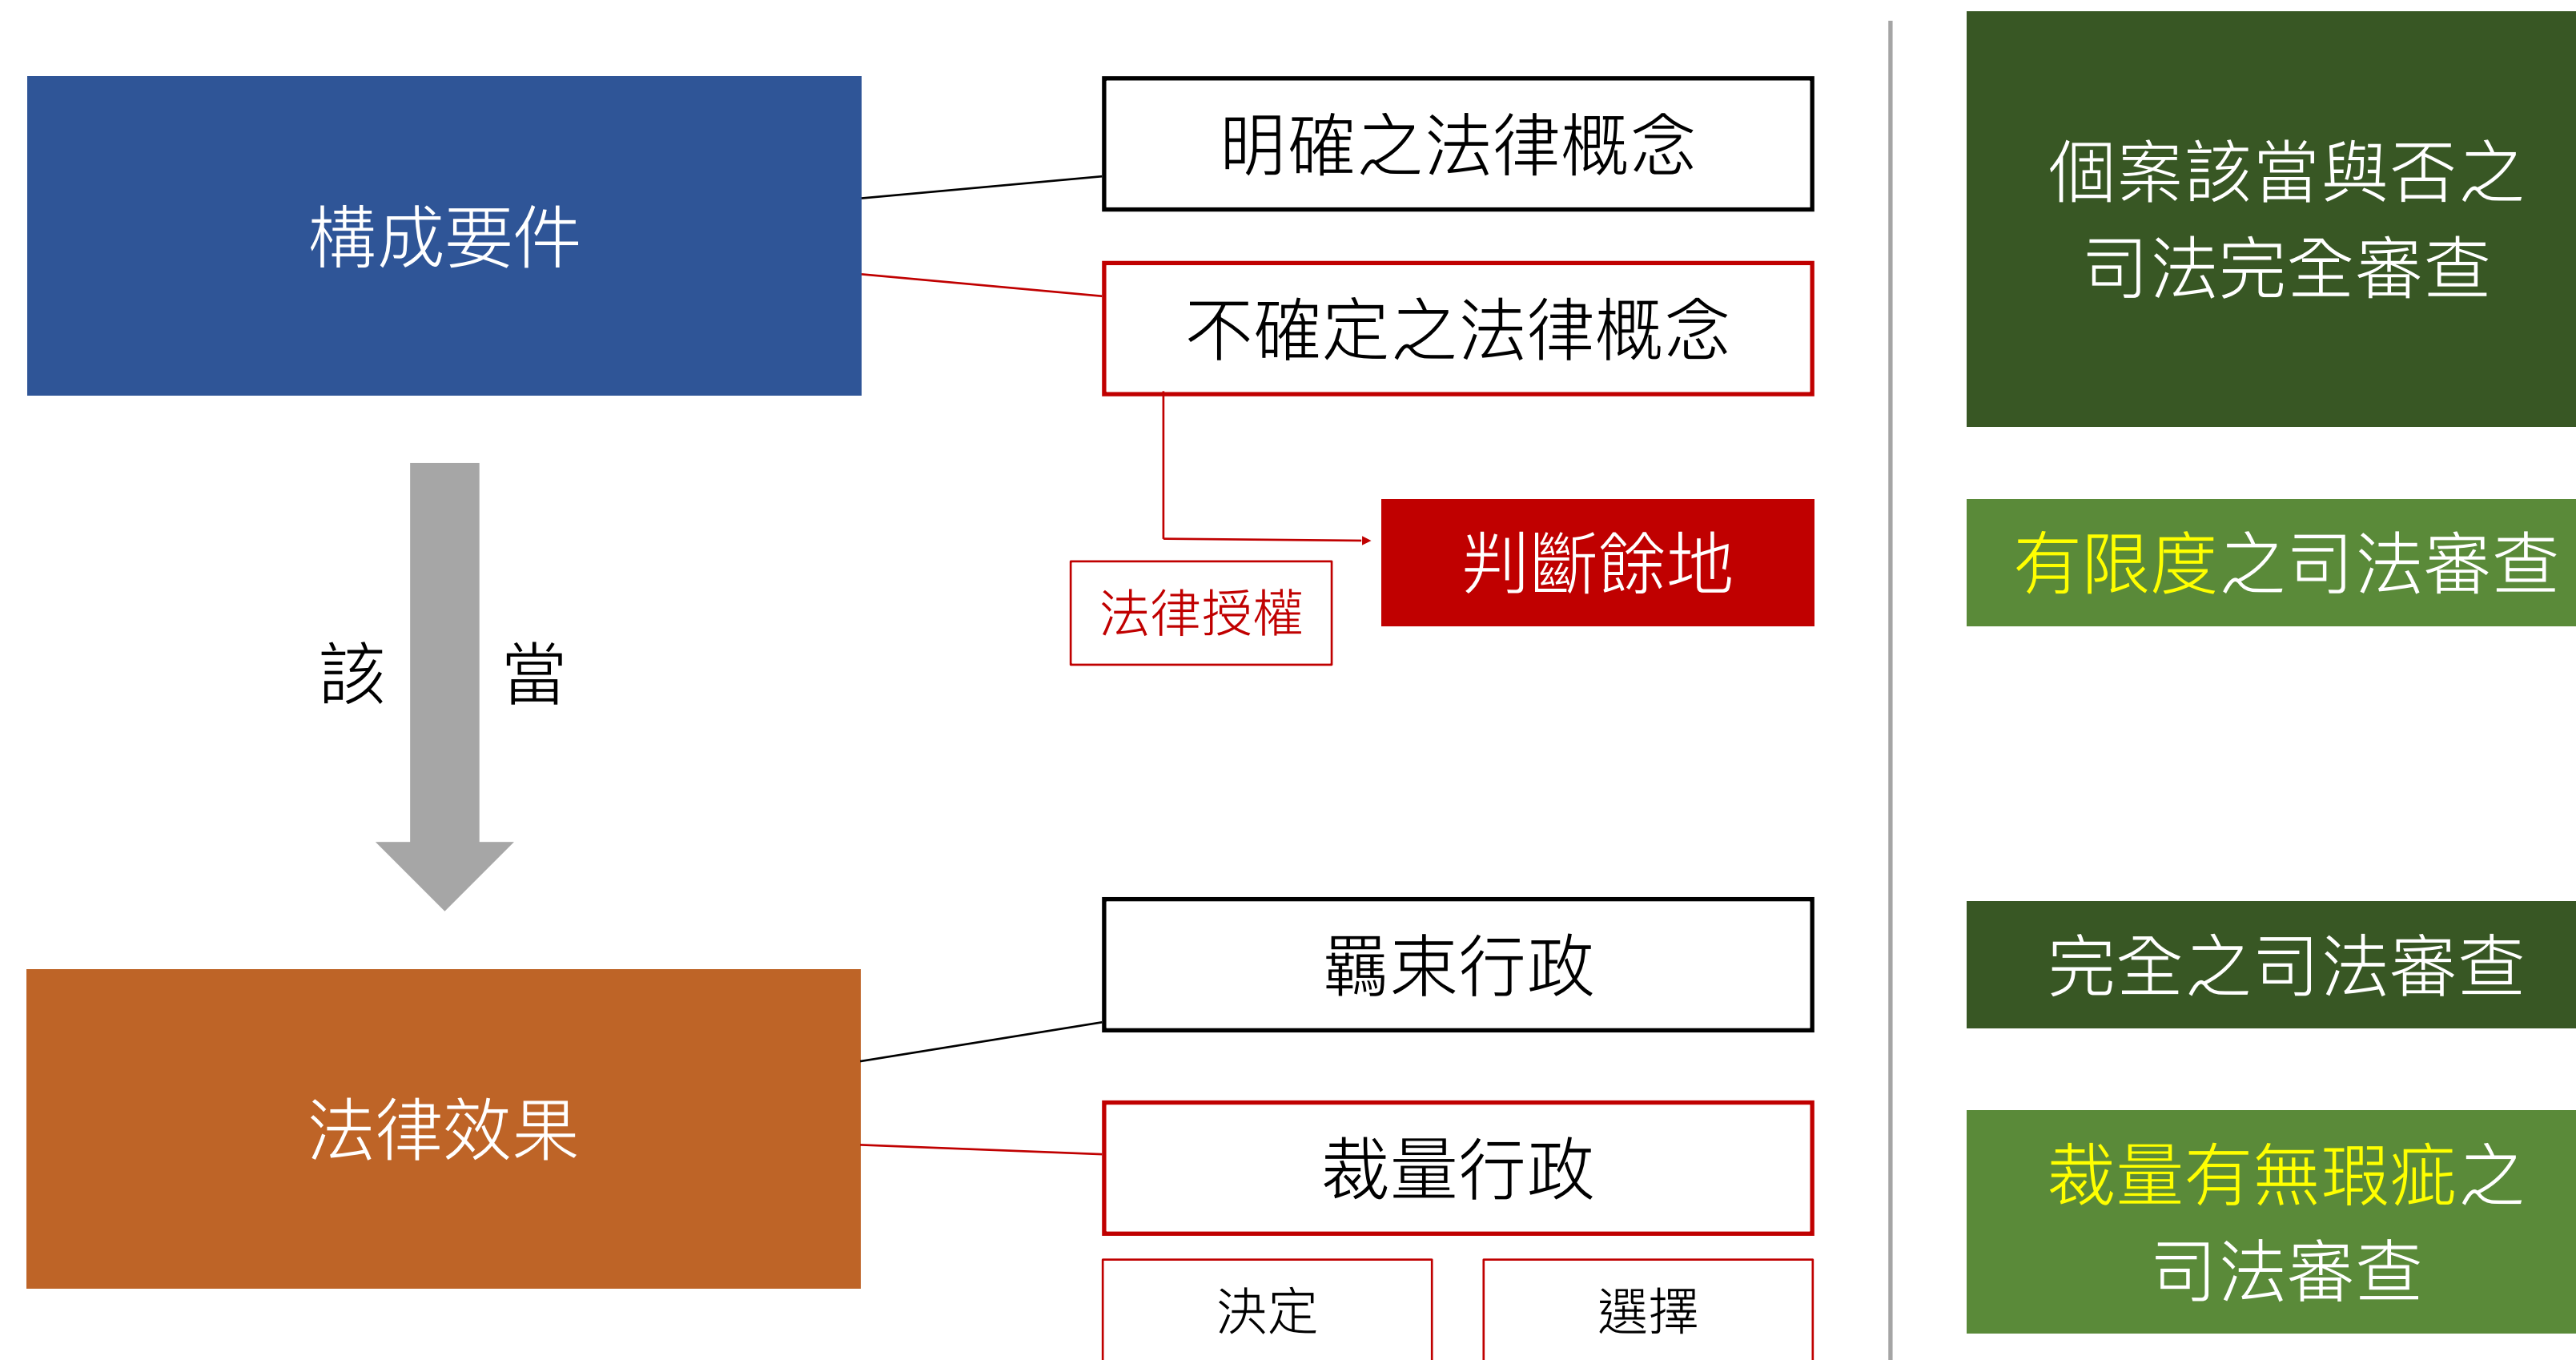 構成要件
明確之法律概念
不確定之法律概念
個案該當與否之
司法完全審查
判斷餘地
法律授權
有限度之司法審查
該當
法律效果
羈束行政
完全之司法審查
裁量行政
決定
選擇
裁量有無瑕疵之
司法審查